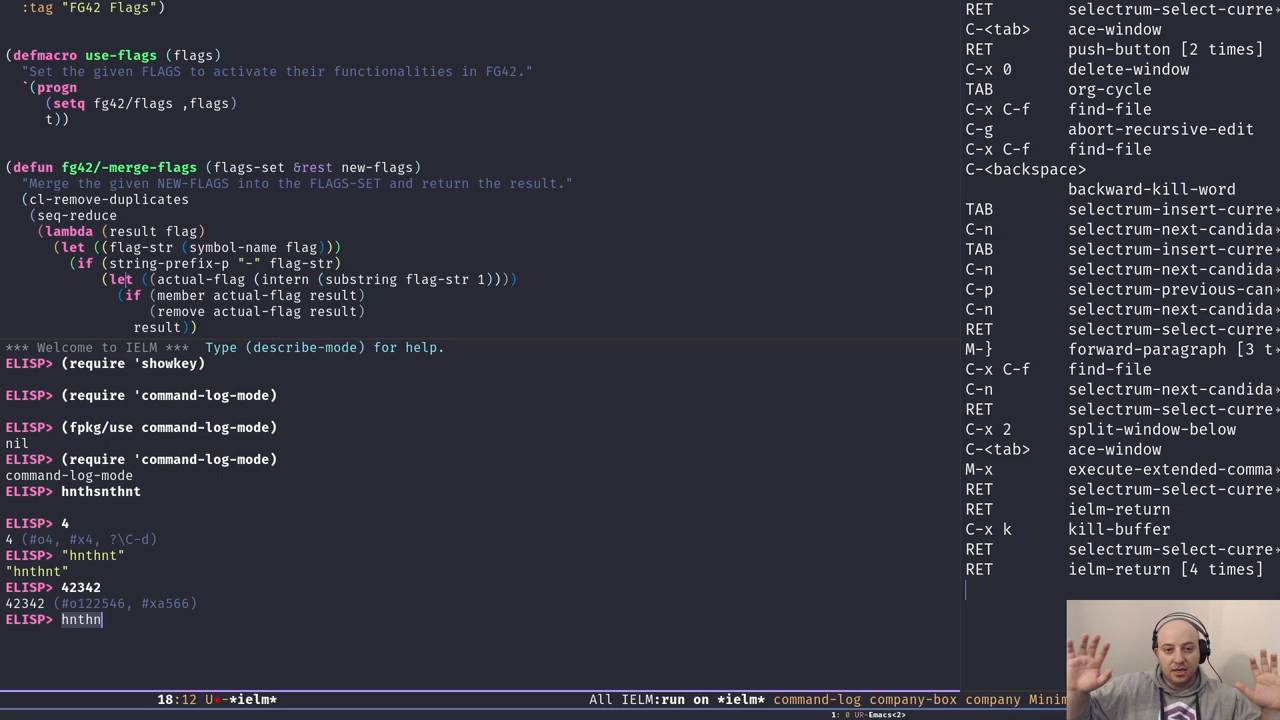 :tag "FG42 Flags")
(defmacro use-flags (flags)
"Set the given FLAGS to activate their functionalities in FG42."
`(progn
(setq fg42/flags ,flags)
t))
(defun fg42/-merge-flags (flags-set &rest new-flags)
"Merge the given NEW-FLAGS into the FLAGS-SET and return the result."
(cl-remove-duplicates
(seq-reduce
(lambda (result flag)
(let ((flag-str (symbol-name flag)))
(if (string-prefix-p "-" flag-str)
(let ((actual-flag (intern (substring flag-str 1))))
(if (member actual-flag result)
(remove actual-flag result)
result))
*** Welcome to IELM ***  Type (describe-mode) for help.
ELISP> (require 'showkey)
ELISP> (require 'command-log-mode)
ELISP> (fpkg/use command-log-mode)
nil
ELISP> (require 'command-log-mode)
command-log-mode
ELISP> hnthsnthnt
ELISP> 4
4 (#o4, #x4, ?\C-d)
ELISP> "hnthnt"
"hnthnt"
ELISP> 42342
42342 (#o122546, #xa566)
ELISP> hnthn
18:12 U•-*ielm* All IELM:run on *ielm* command-log company-box company Minim
RET selectrum-select-curre
C-<tab> ace-window
RET push-button [2 times]
C-x 0 delete-window
TAB org-cycle
C-x C-f find-file
C-g abort-recursive-edit
C-x C-f find-file
C-<backspace>
backward-kill-word
TAB selectrum-insert-curre
C-n selectrum-next-candida
TAB selectrum-insert-curre
C-n selectrum-next-candida
C-p selectrum-previous-can
C-n selectrum-next-candida
RET selectrum-select-curre
M-} forward-paragraph [3 t
C-x C-f find-file
C-n selectrum-next-candida
RET selectrum-select-curre
C-x 2 split-window-below
C-<tab> ace-window
M-x execute-extended-comma
RET selectrum-select-curre
RET ielm-return
C-x k kill-buffer
RET selectrum-select-curre
RET ielm-return [4 times]
1: 0 UR-Emacs<2>